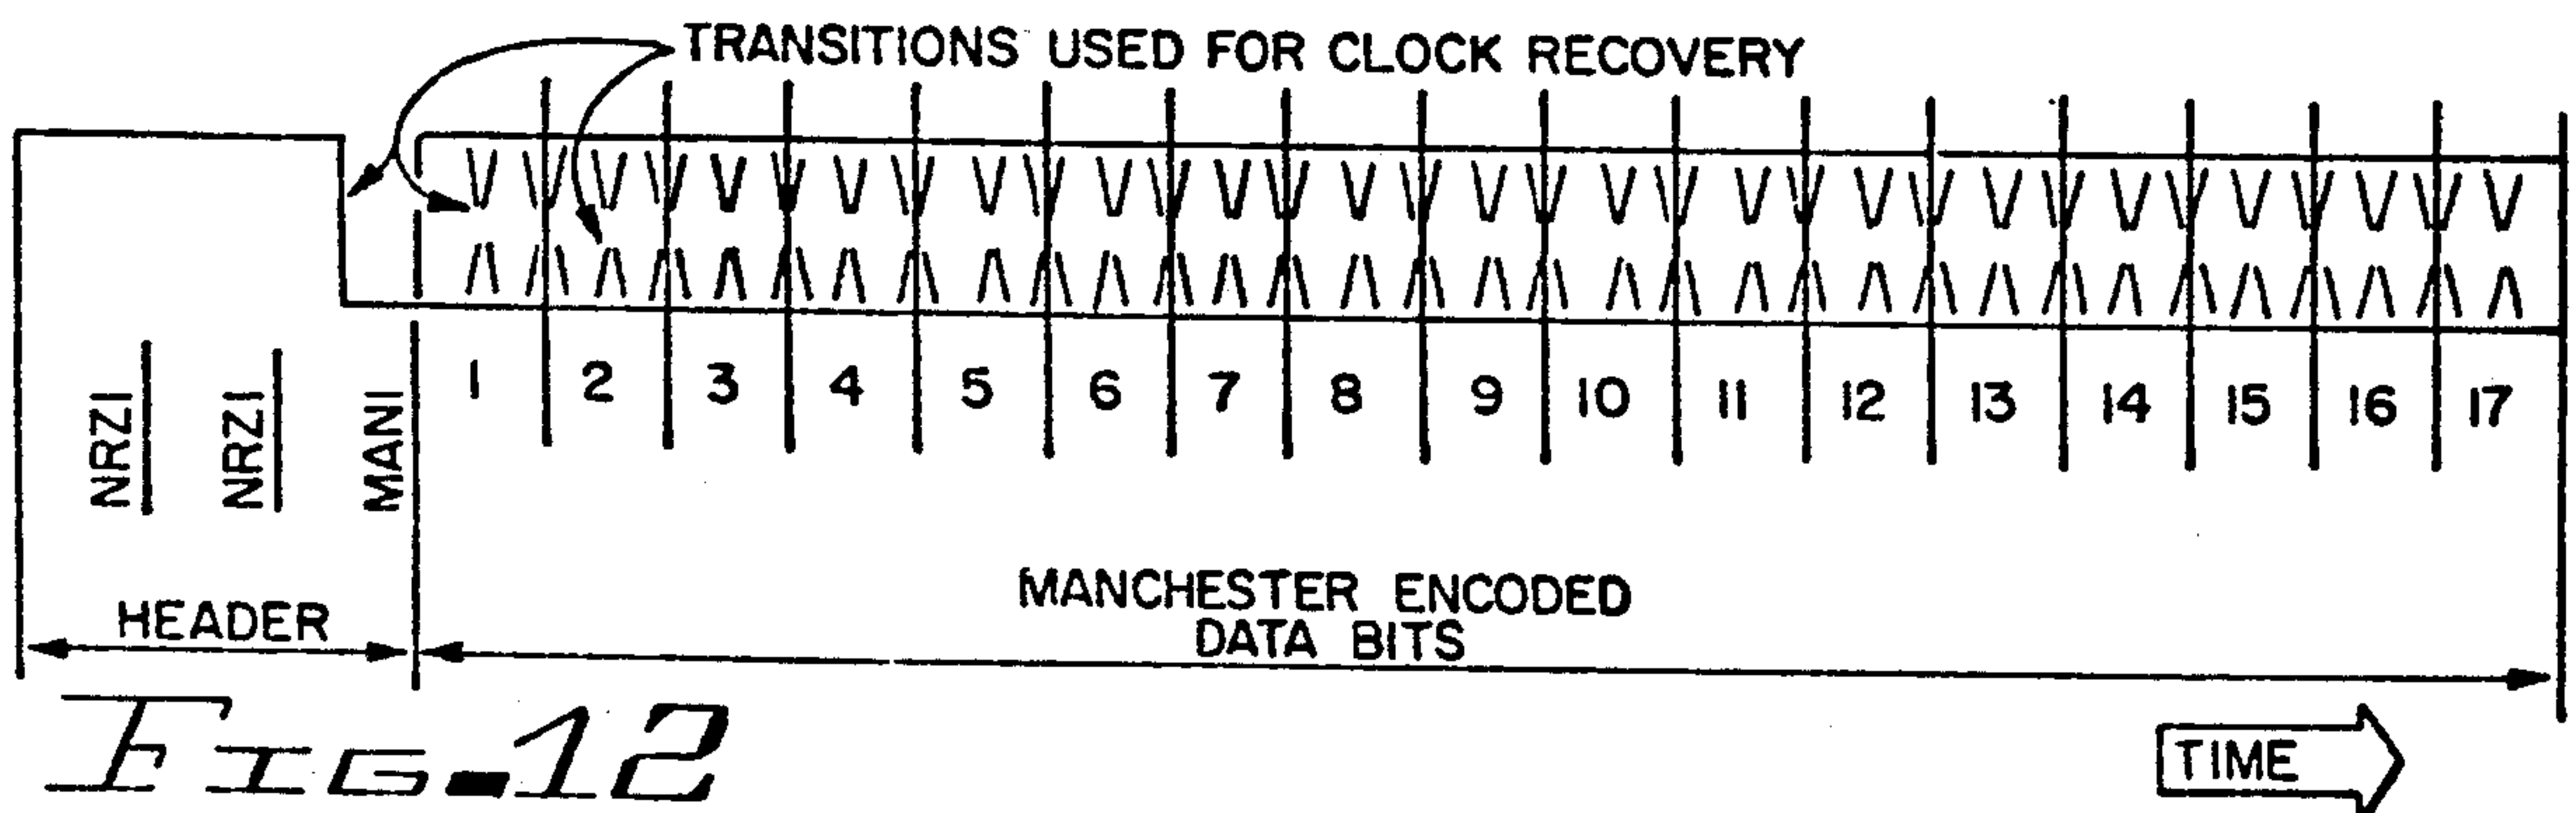 TRANSITIONS USED FOR CLOCK RECOVERY
1 2 3 4 5 6 7 8 9 10 11 12 13 14 15 16 17
NRZI NRZI MANI
HEADER
MANCHESTER ENCODED
DATA BITS
FIG-12
TIME